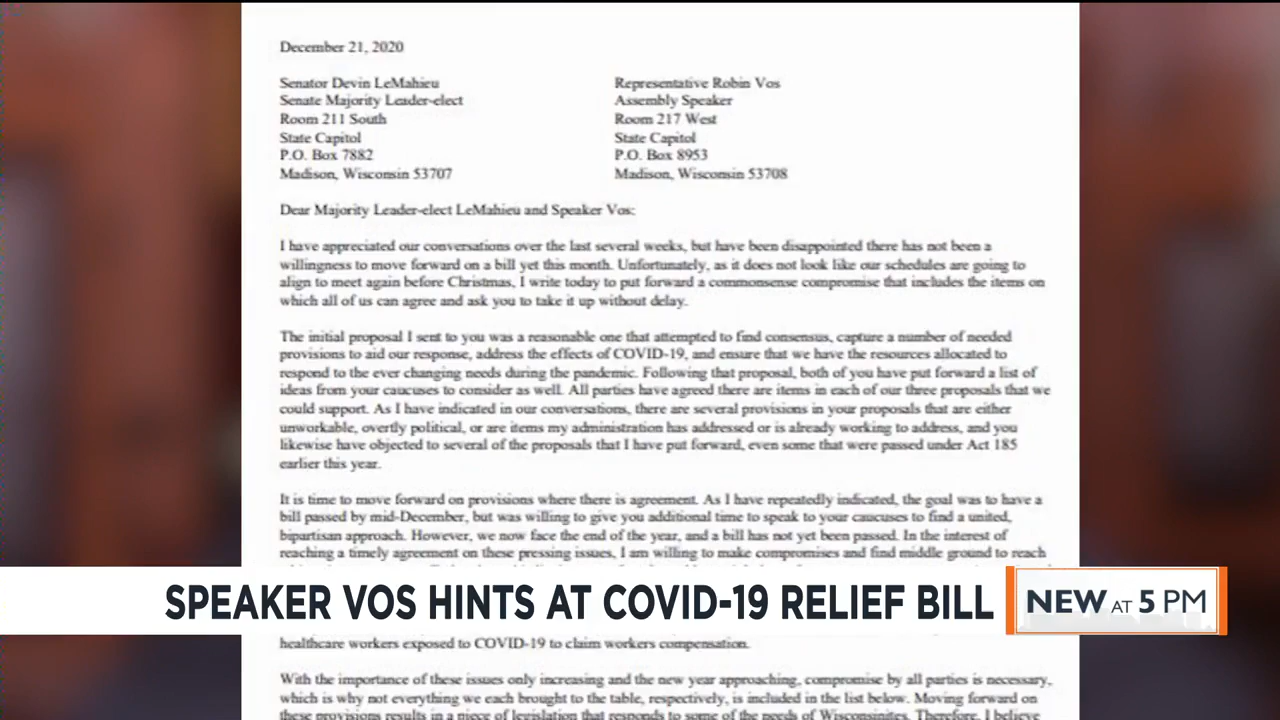 December 21, 2020
Senator Devin LeMahieu
Senate Majority Leader-elect
Room 211 South
State Capitol
P.O. Box 7882
Madison, Wisconsin 53707
Representative Robin Vos
Assembly Speaker
Room 217 West
State Capitol
P.O. Box 8953
Madison, Wisconsin 53708
Dear Majority Leader-elect LeMahieu and Speaker Vos:
I have appreciated our conversations over the last several weeks, but have been disappointed there has not been a
willingness to move forward on a bill yet this month. Unfortunately, as it does not look like our schedules are going to
align to meet again before Christmas, I write today to put forward a commonsense compromise that includes the items on
which all of us can agree and ask you to take it up without delay.
The initial proposal I sent to you was a reasonable one that attempted to find consensus, capture a number of needed
provisions to aid our response, address the effects of COVID-19, and ensure that we have the resources allocated to
respond to the ever changing needs during the pandemic. Following that proposal, both of you have put forward a list of
ideas from your caucuses to consider as well. All parties have agreed there are items in each of our three proposals that we
could support. As I have indicated in our conversations, there are several provisions in your proposals that are either
unworkable, overtly political, or are items my administration has addressed or is already working to address, and you
likewise have objected to several of the proposals that I have put forward, even some that were passed under Act 185
earlier this year.
It is time to move forward on provisions where there is agreement. As I have repeatedly indicated, the goal was to have a
bill passed by mid-December, but was willing to give you additional time to speak to your caucuses to find a united,
bipartisan approach. However, we now face the end of the year, and a bill has not yet been passed. In the interest of
reaching a timely agreement on these pressing issues, I am willing to make compromises and find middle ground to reach
SPEAKER VOS HINTS AT COVID-19 RELIEF BILL
NEW AT 5 PM
healthcare workers exposed to COVID-19 to claim workers compensation.
With the importance of these issues only increasing and the new year approaching, compromise by all parties is necessary,
which is why not everything we each brought to the table, respectively, is included in the list below. Moving forward on
these provisions results in a piece of legislation that responds to some of the needs of Wisconsinites. Therefore, I believe